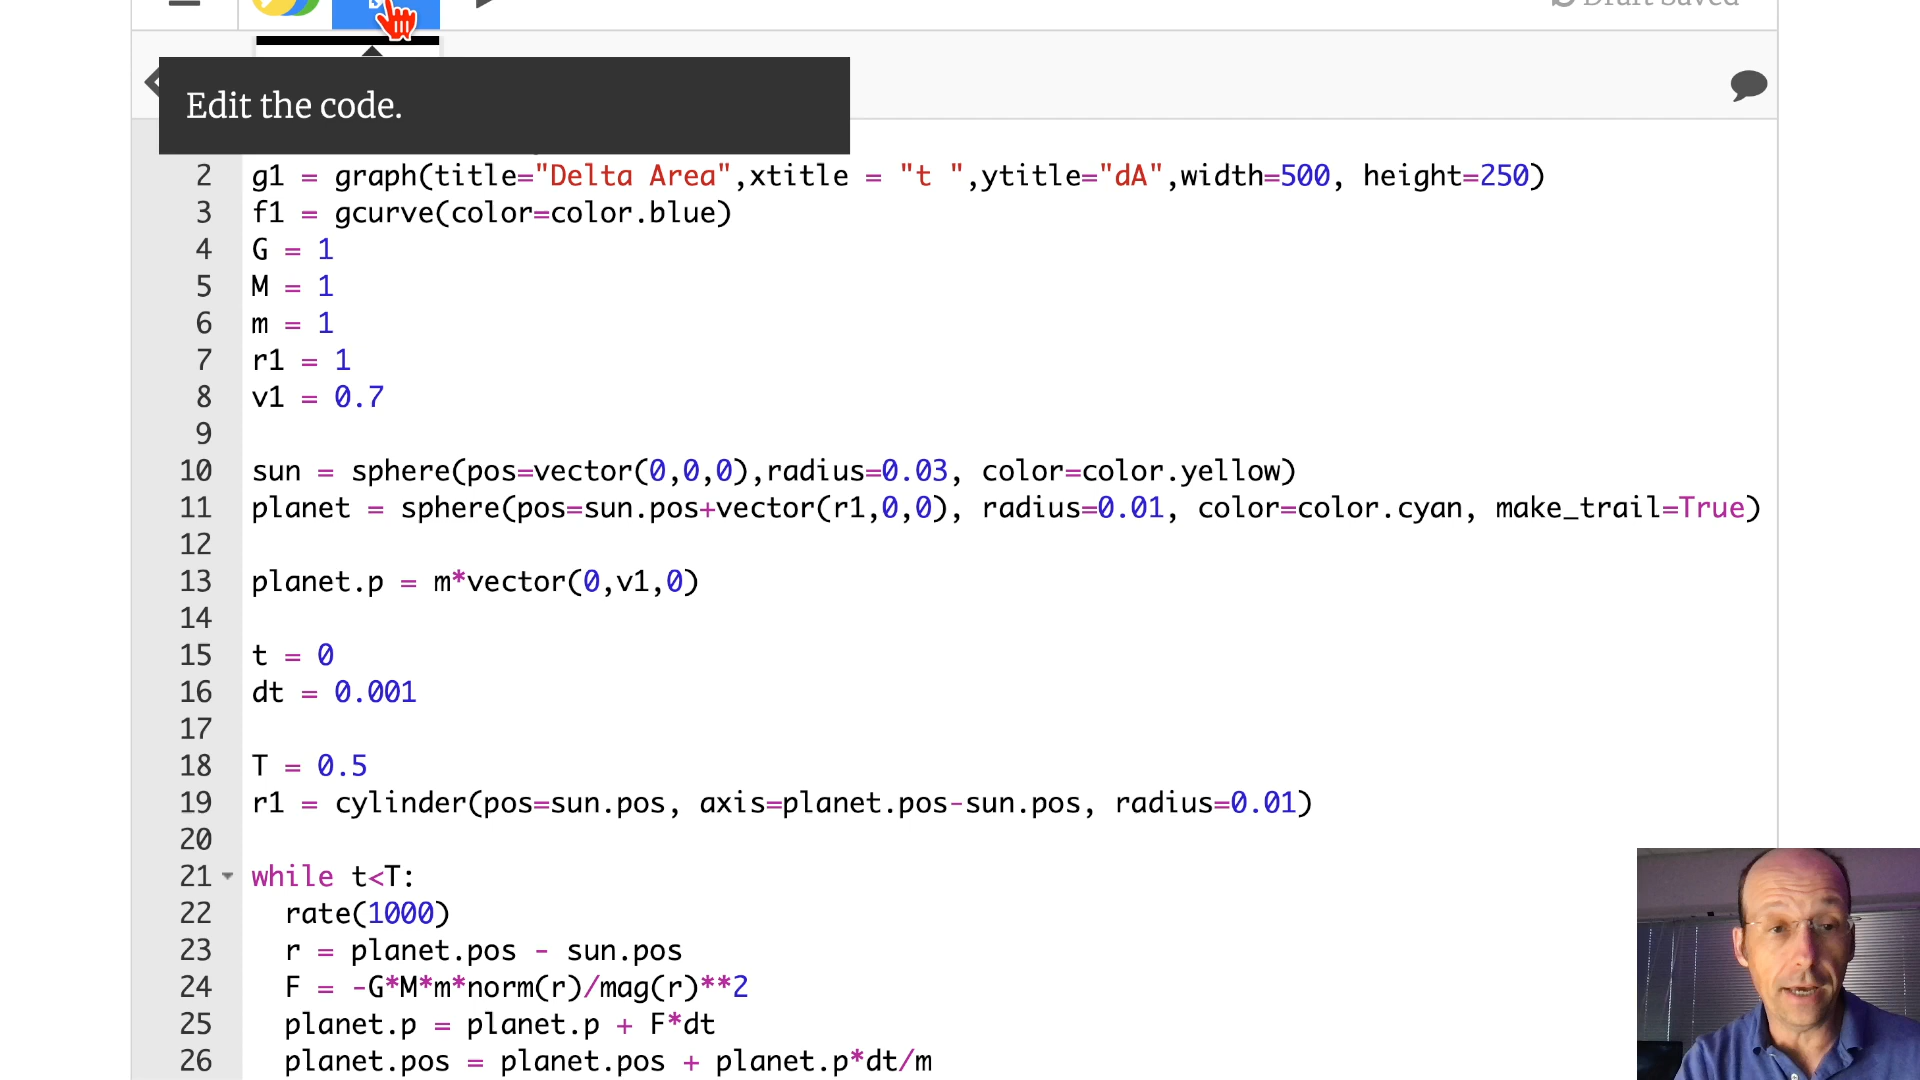 Draft Saved
Edit the code.
2 g1 = graph(title="Delta Area",xtitle = "t ",ytitle="dA",width=500, height=250)
3 f1 = gcurve(color=color.blue)
4 G = 1
5 M = 1
6 m = 1
7 r1 = 1
8 v1 = 0.7
9
10 sun = sphere(pos=vector(0,0,0),radius=0.03, color=color.yellow)
11 planet = sphere(pos=sun.pos+vector(r1,0,0), radius=0.01, color=color.cyan, make_trail=True)
12
13 planet.p = m*vector(0,v1,0)
14
15 t = 0
16 dt = 0.001
17
18 T = 0.5
19 r1 = cylinder(pos=sun.pos, axis=planet.pos-sun.pos, radius=0.01)
20
21 while t<T:
22 rate(1000)
23 r = planet.pos - sun.pos
24 F = -G*M*m*norm(r)/mag(r)**2
25 planet.p = planet.p + F*dt
26 planet.pos = planet.pos + planet.p*dt/m